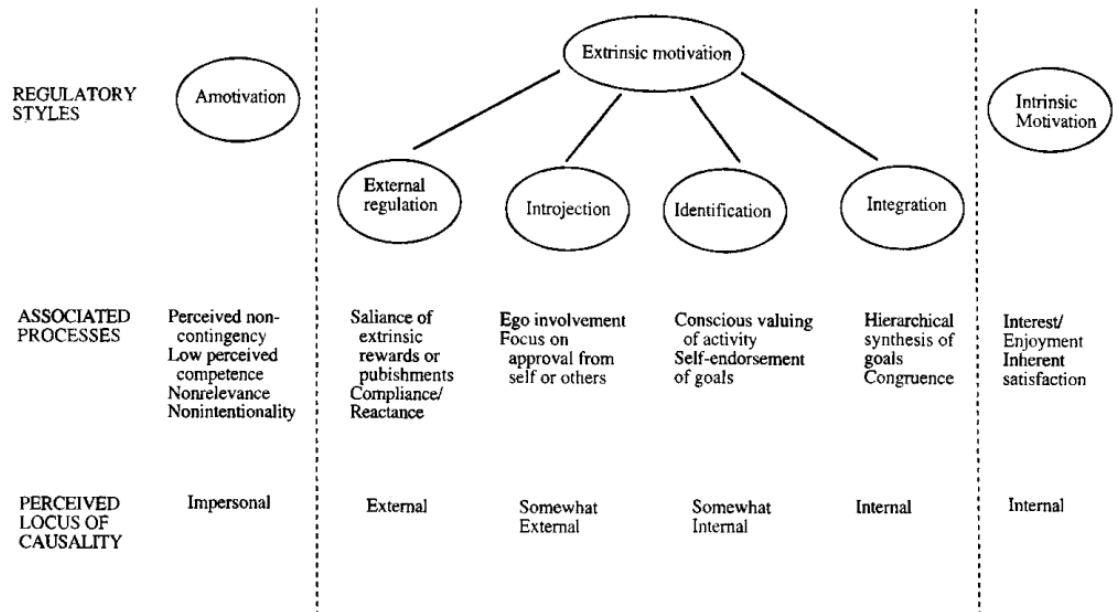 Extrinsic motivation
REGULATORY
STYLES
Amotivation
Intrinsic
Motivation
External
regulation
Introjection
Identification
Integration
ASSOCIATED
PROCESSES
Perceived non-
contingency
Low perceived
competence
Nonrelevance
Nonintentionality
Saliance of
extrinsic
rewards or
pubishments
Compliance/
Reactance
Ego involvement
Focus on
approval from
self or others
Conscious valuing
of activity
Self-endorsement
of goals
Hierarchical
synthesis of
goals
Congruence
Interest/
Enjoyment
Inherent
satisfaction
PERCEIVED
LOCUS OF
CAUSALITY
Impersonal
External
Somewhat
External
Somewhat
Internal
Internal
Internal